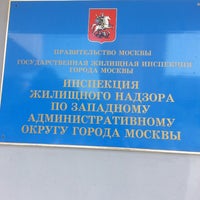 ПРАВИТЕЛЬСТВО МОСКВЫ
ГОСУДАРСТВЕННАЯ ЖИЛИЩНАЯ ИНСПЕКЦИЯ
ГОРОДА МОСКВЫ
ИНСПЕКЦИЯ
ЖИЛИЩНОГО НАДЗОРА
ПО ЗАПАДНОМУ
АДМИНИСТРАТИВНОМУ
ОКРУГУ ГОРОДА МОСКВЫ